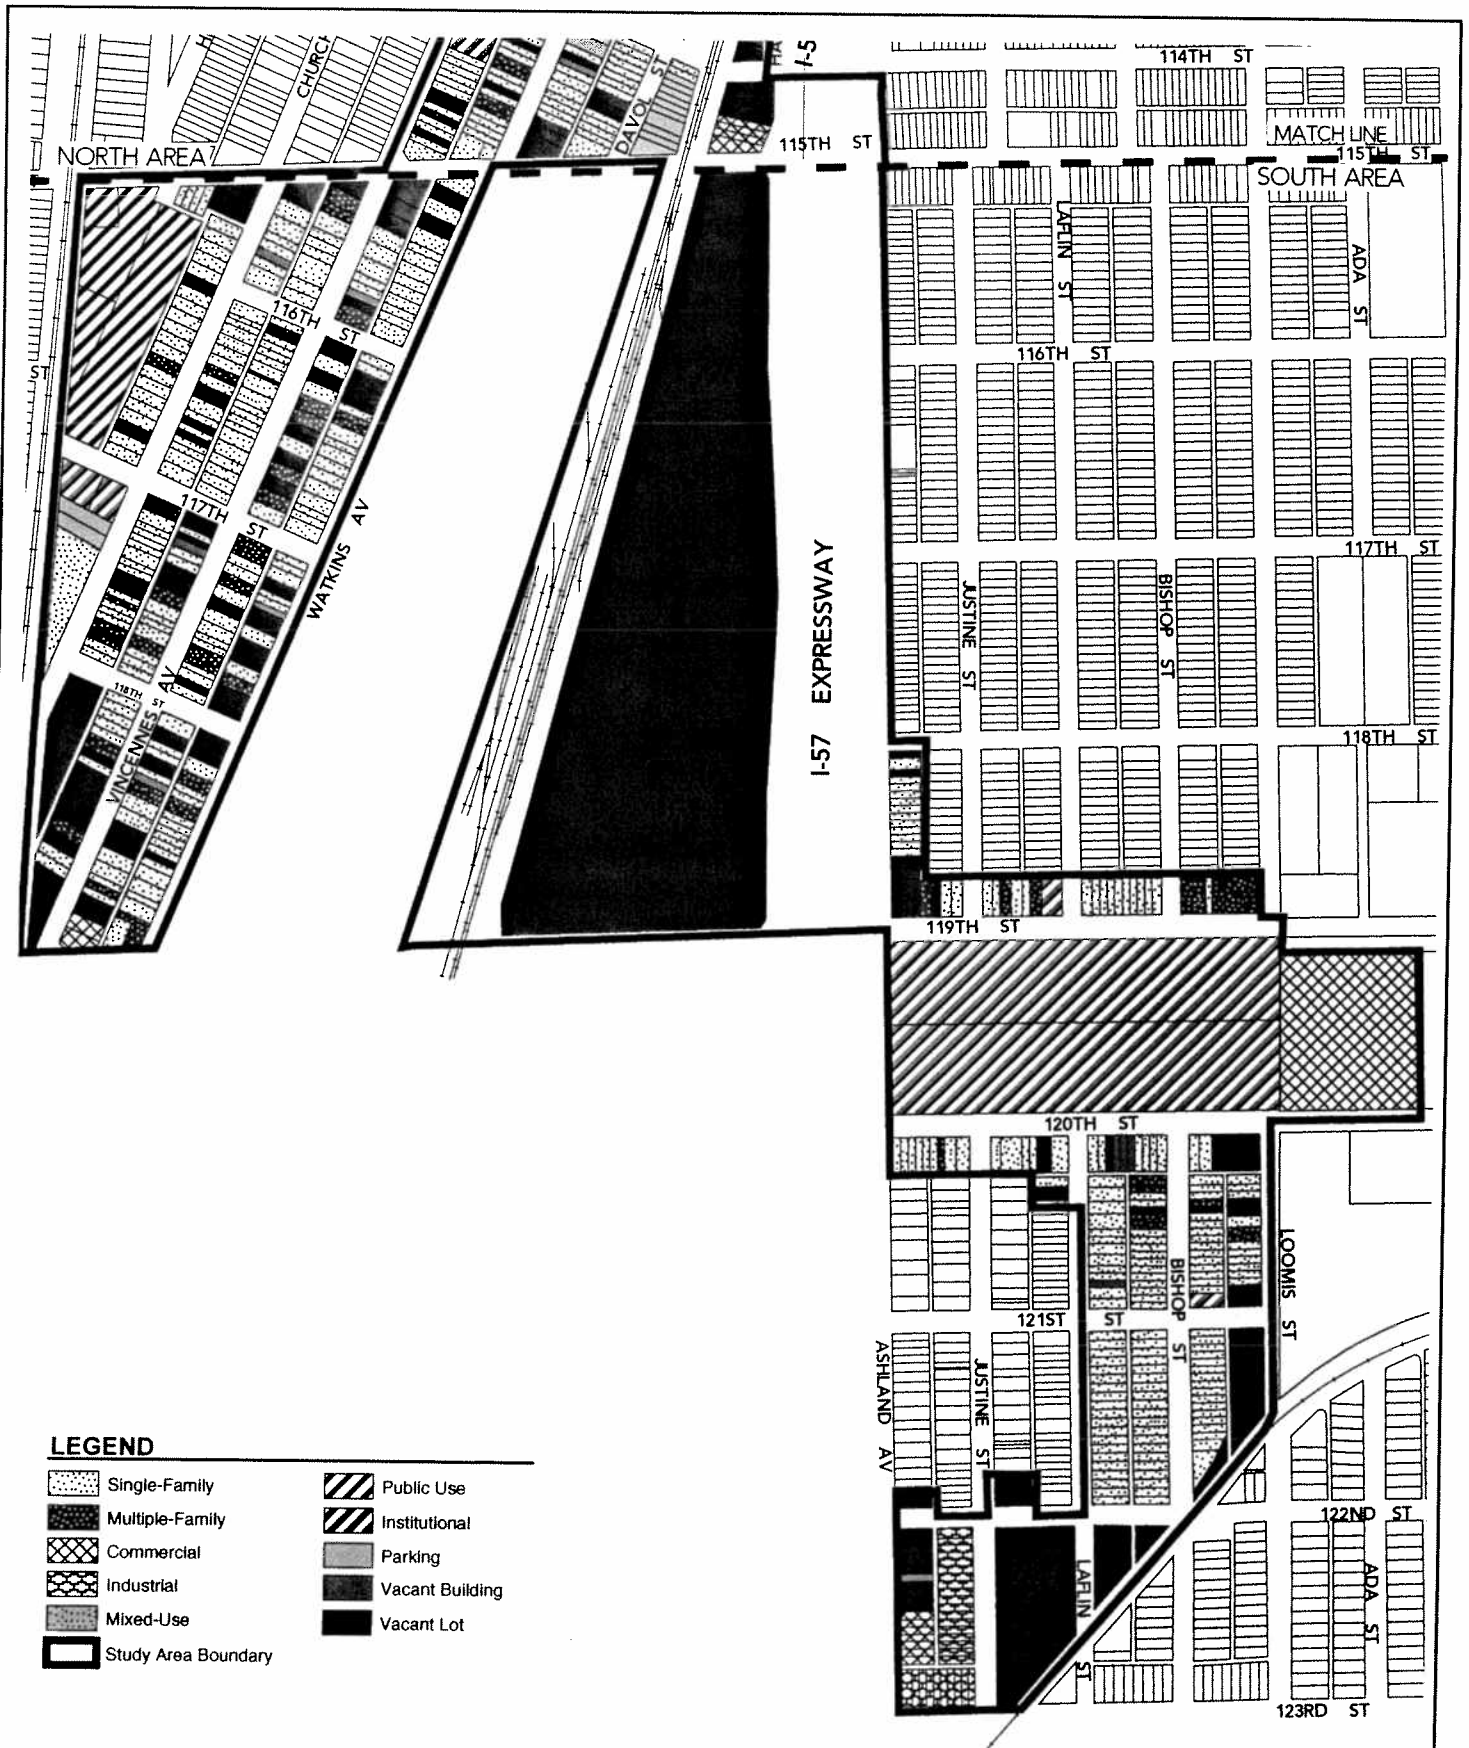 CHURCH
DAVOL ST
I-5
114TH ST
115TH ST
MATCH LINE
115TH ST
NORTH AREA
SOUTH AREA
LAFLIN ST
ADA ST
116TH ST
116TH ST
ST
117TH ST
WATKINS AV
I-57 EXPRESSWAY
117TH ST
JUSTINE ST
BISHOP ST
118TH ST
VINCENNES AV
118TH ST
119TH ST
120TH ST
LOOMIS ST
BISHOP ST
121ST ST
ASHLAND AV
JUSTINE ST
122ND ST
LAFLIN ST
ADA ST
123RD ST
LEGEND
Single-Family
Multiple-Family
Commercial
Industrial
Mixed-Use
Study Area Boundary
Public Use
Institutional
Parking
Vacant Building
Vacant Lot